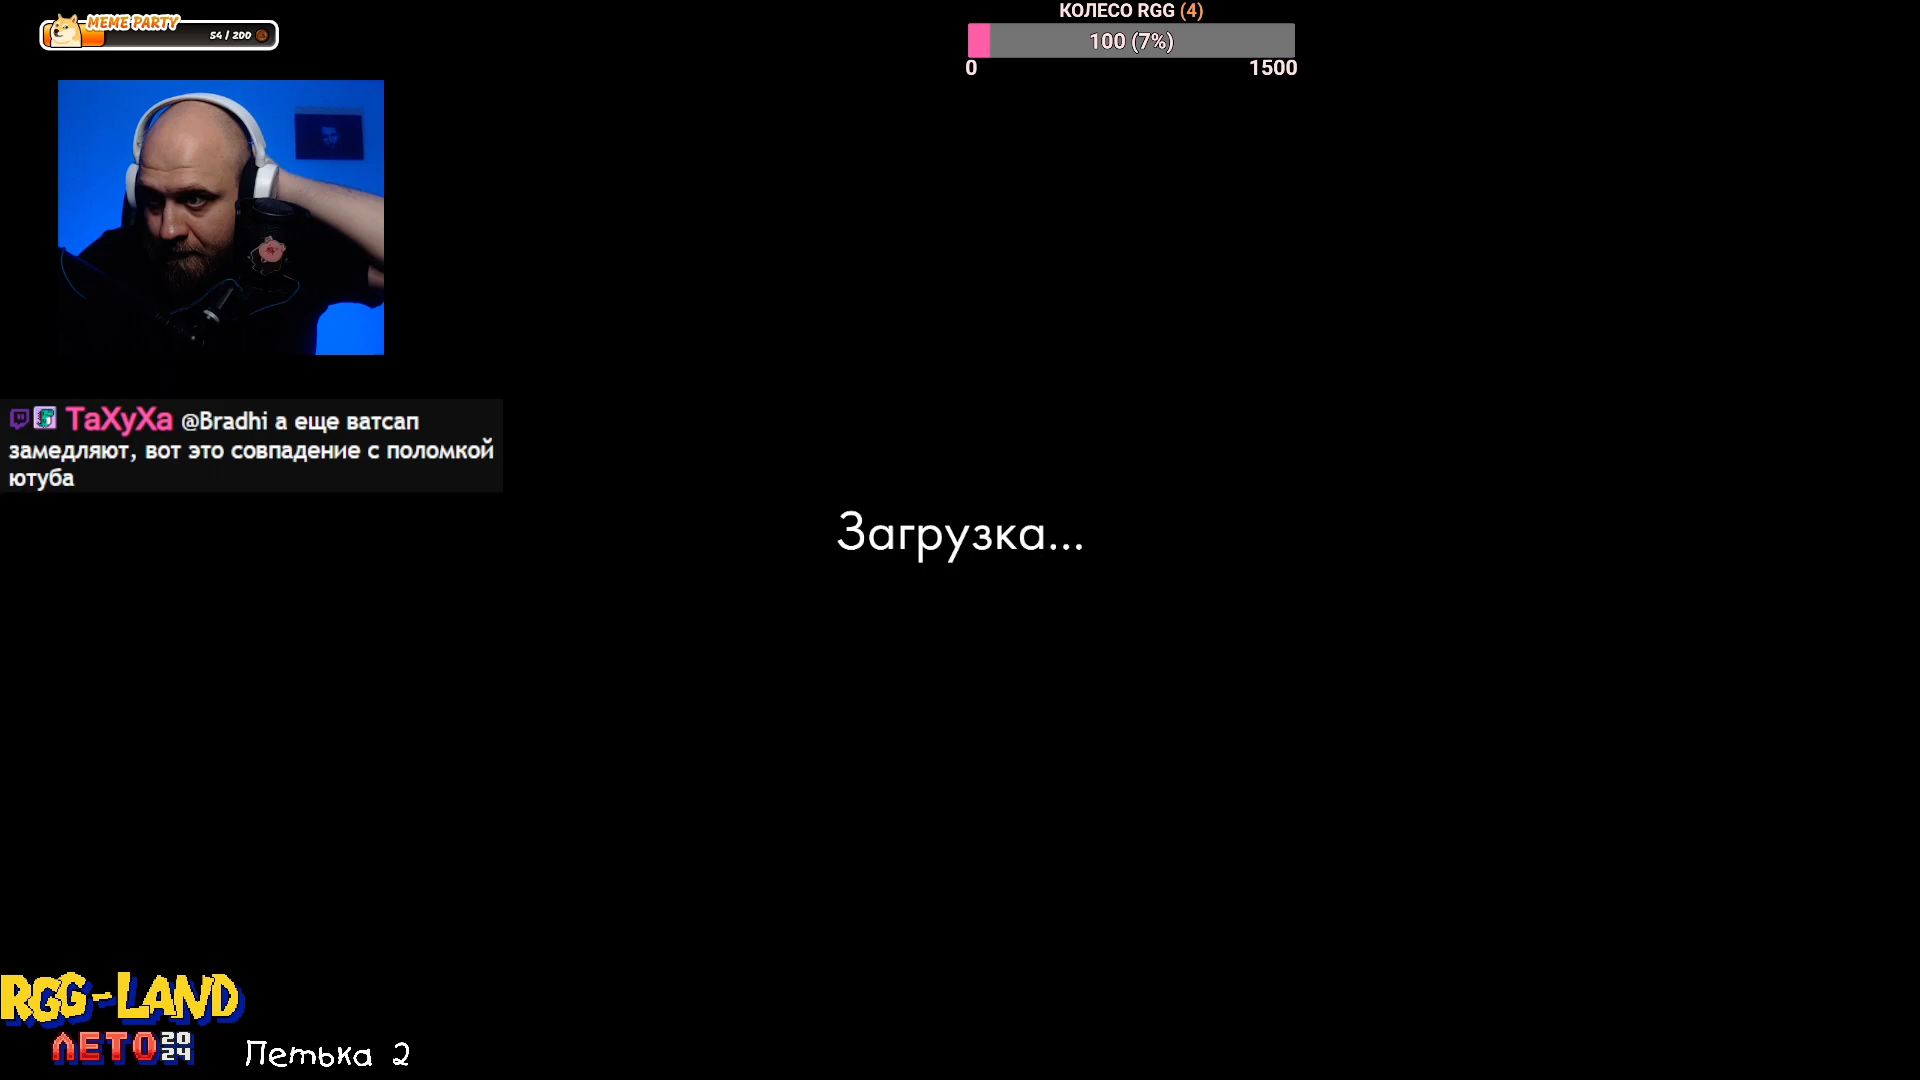 MEME PARTY
54 / 200
КОЛЕСО RGG (4)
100 (7%)
0
1500
TaXyXa @Bradhi а еще ватсап
замедляют, вот это совпадение с поломкой
ютуба
Загрузка...
RGG-LAND
ЛЕТО 2024
Петька 2